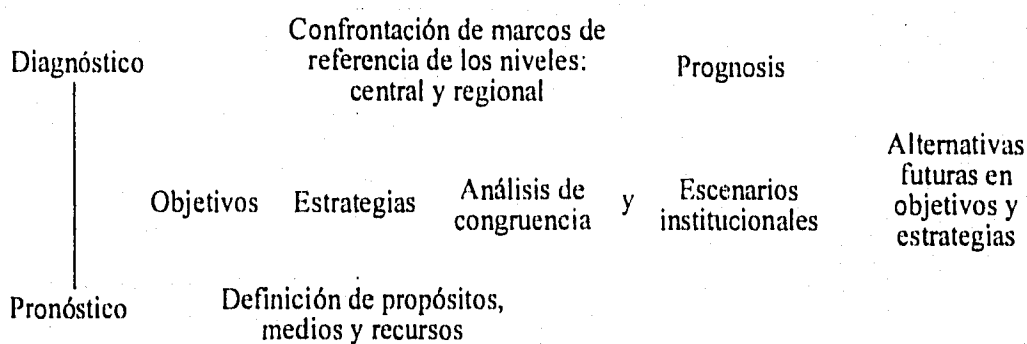 Diagnóstico
Confrontación de marcos de
referencia de los niveles:
central y regional
Prognosis
Objetivos
Estrategias
Análisis de
congruencia
y
Escenarios
institucionales
Alternativas
futuras en
objetivos y
estrategias
Pronóstico
Definición de propósitos,
medios y recursos